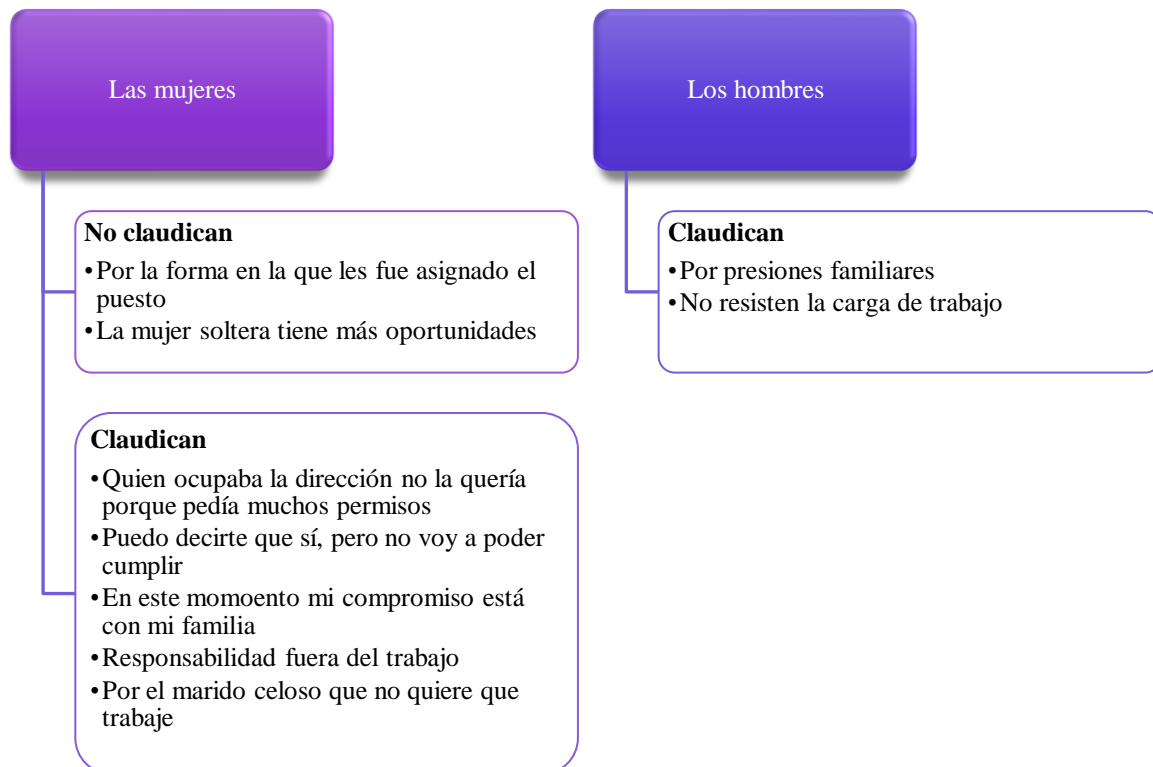 Las mujeres
No claudican
•Por la forma en la que les fue asignado el
puesto
•La mujer soltera tiene más oportunidades
Claudican
•Quien ocupaba la dirección no la quería
porque pedía muchos permisos
•Puedo decirte que sí, pero no voy a poder
cumplir
•En este momoento mi compromiso está
con mi familia
•Responsabilidad fuera del trabajo
•Por el marido celoso que no quiere que
trabaje
Los hombres
Claudican
•Por presiones familiares
•No resisten la carga de trabajo